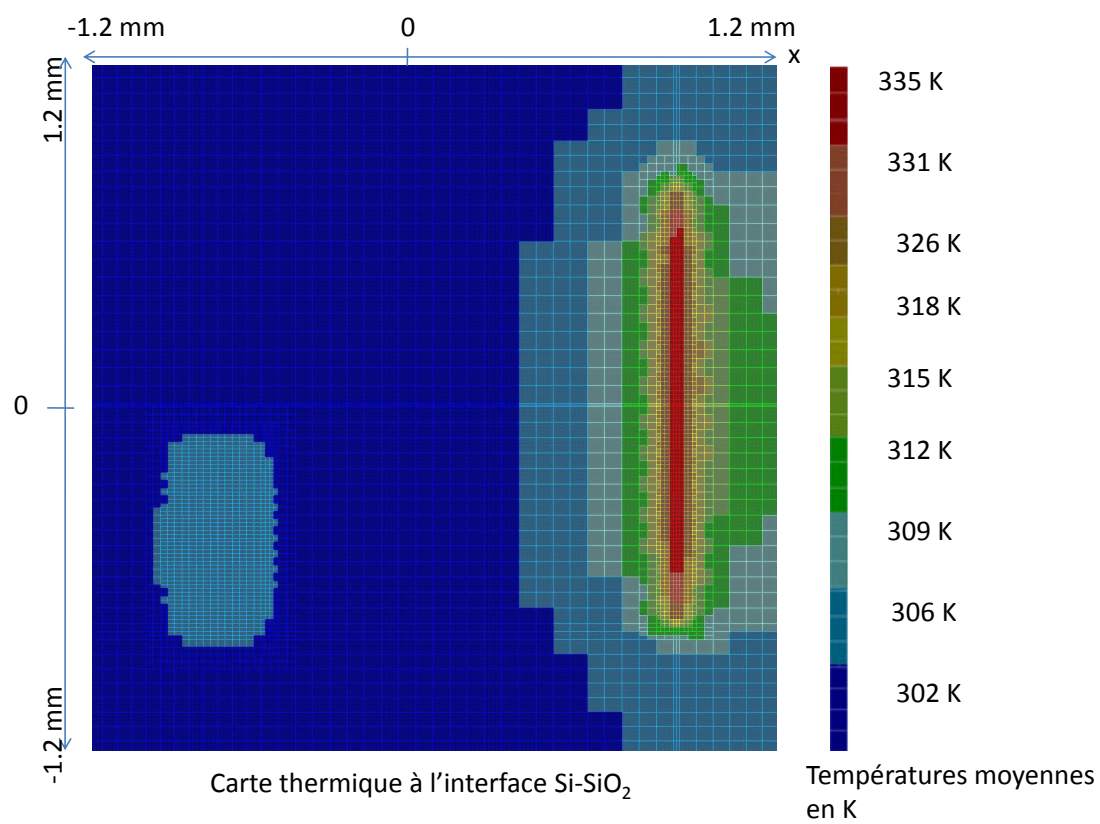 -1.2 mm
0
1.2 mm
x
1.2 mm
0
-1.2 mm
335 K
331 K
326 K
318 K
315 K
312 K
309 K
306 K
302 K
Carte thermique à l’interface Si-SiO₂
Températures moyennes
en K